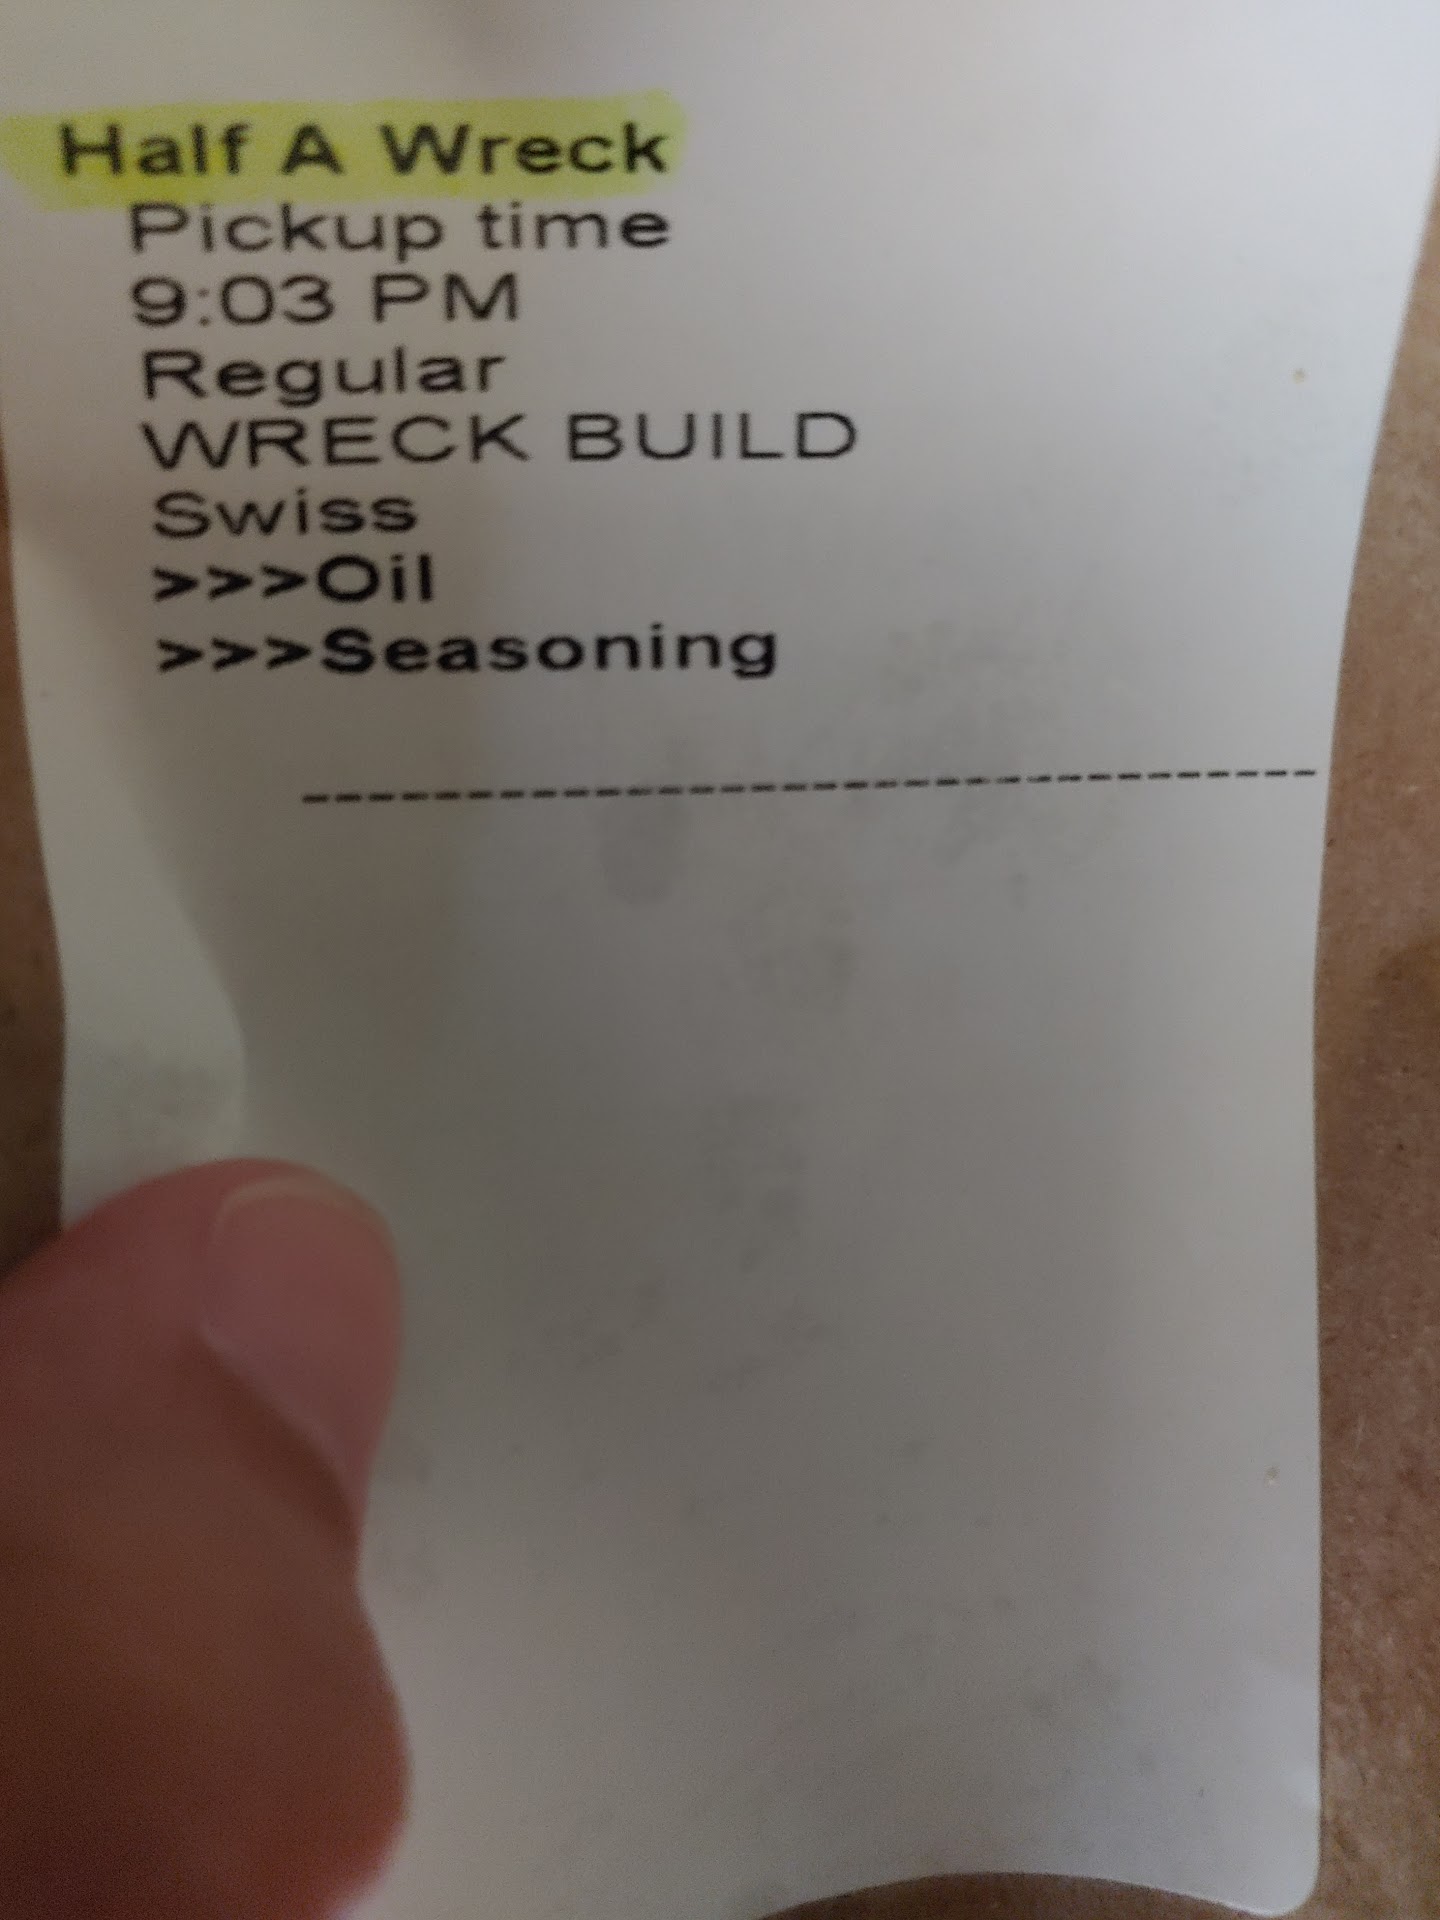 Half A Wreck
Pickup time
9:03 PM
Regular
WRECK BUILD
Swiss
>>>Oil
>>>Seasoning
--------------------------------